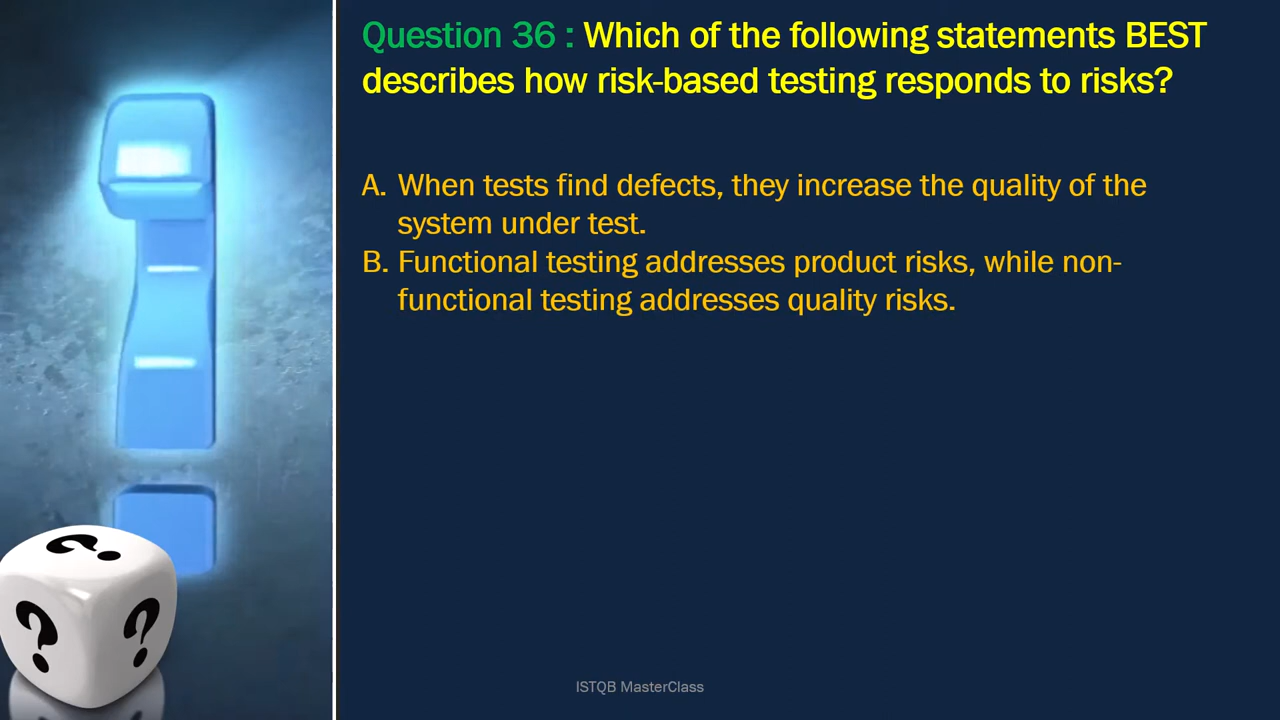 Question 36 : Which of the following statements BEST
describes how risk-based testing responds to risks?
A. When tests find defects, they increase the quality of the
system under test.
B. Functional testing addresses product risks, while non-
functional testing addresses quality risks.
? ? ?
ISTQB MasterClass